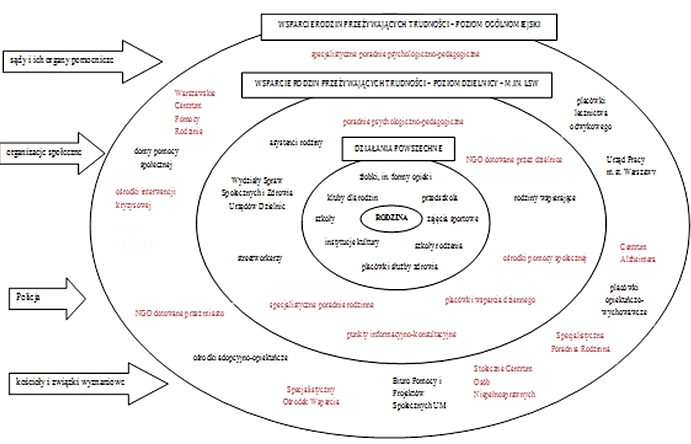 WSPARCIE RODZIN PRZEŻYWAJĄCYCH TRUDNOŚCI – POZIOM OGÓLNOMIEJSKI
specjalistyczne poradnie psychologiczno-pedagogiczne
sądy i ich organy pomocnicze
WSPARCIE RODZIN PRZEŻYWAJĄCYCH TRUDNOŚCI – POZIOM DZIELNICY – M.IN. LSW
Warszawskie
Centrum
Pomocy
Rodzinie
placówki
lecznictwa
odwykowego
poradnie psychologiczno-pedagogiczne
asystenci rodziny
DZIAŁANIA POWSZECHNE
organizacje społeczne
domy pomocy
społecznej
NGO dotowane przez dzielnice
Urząd Pracy
m. st. Warszawy
żłobki, in. formy opieki
Wydziały Spraw
Społecznych i Zdrowia
Urzędów Dzielnic
ośrodki interwencji
kryzysowej
kluby dla rodzin
przedszkola
rodziny wspierające
szkoły
RODZINA
zajęcia sportowe
instytucje kultury
szkoły rodzenia
Centrum
Alzheimera
streetworkerzy
placówki służby zdrowia
ośrodki pomocy społecznej
placówki
opiekuńczo-
wychowawcze
Policja
NGO dotowane przez miasto
specjalistyczne poradnie rodzinne
placówki wsparcia dziennego
punkty informacyjno-konsultacyjne
Specjalistyczna
Poradnia Rodzinna
ośrodki adopcyjno-opiekuńcze
kościoły i związki wyznaniowe
Specjalistyczny
Ośrodek Wsparcia
Biuro Pomocy i
Projektów
Społecznych UM
Stołeczne Centrum
Osób
Niepełnosprawnych